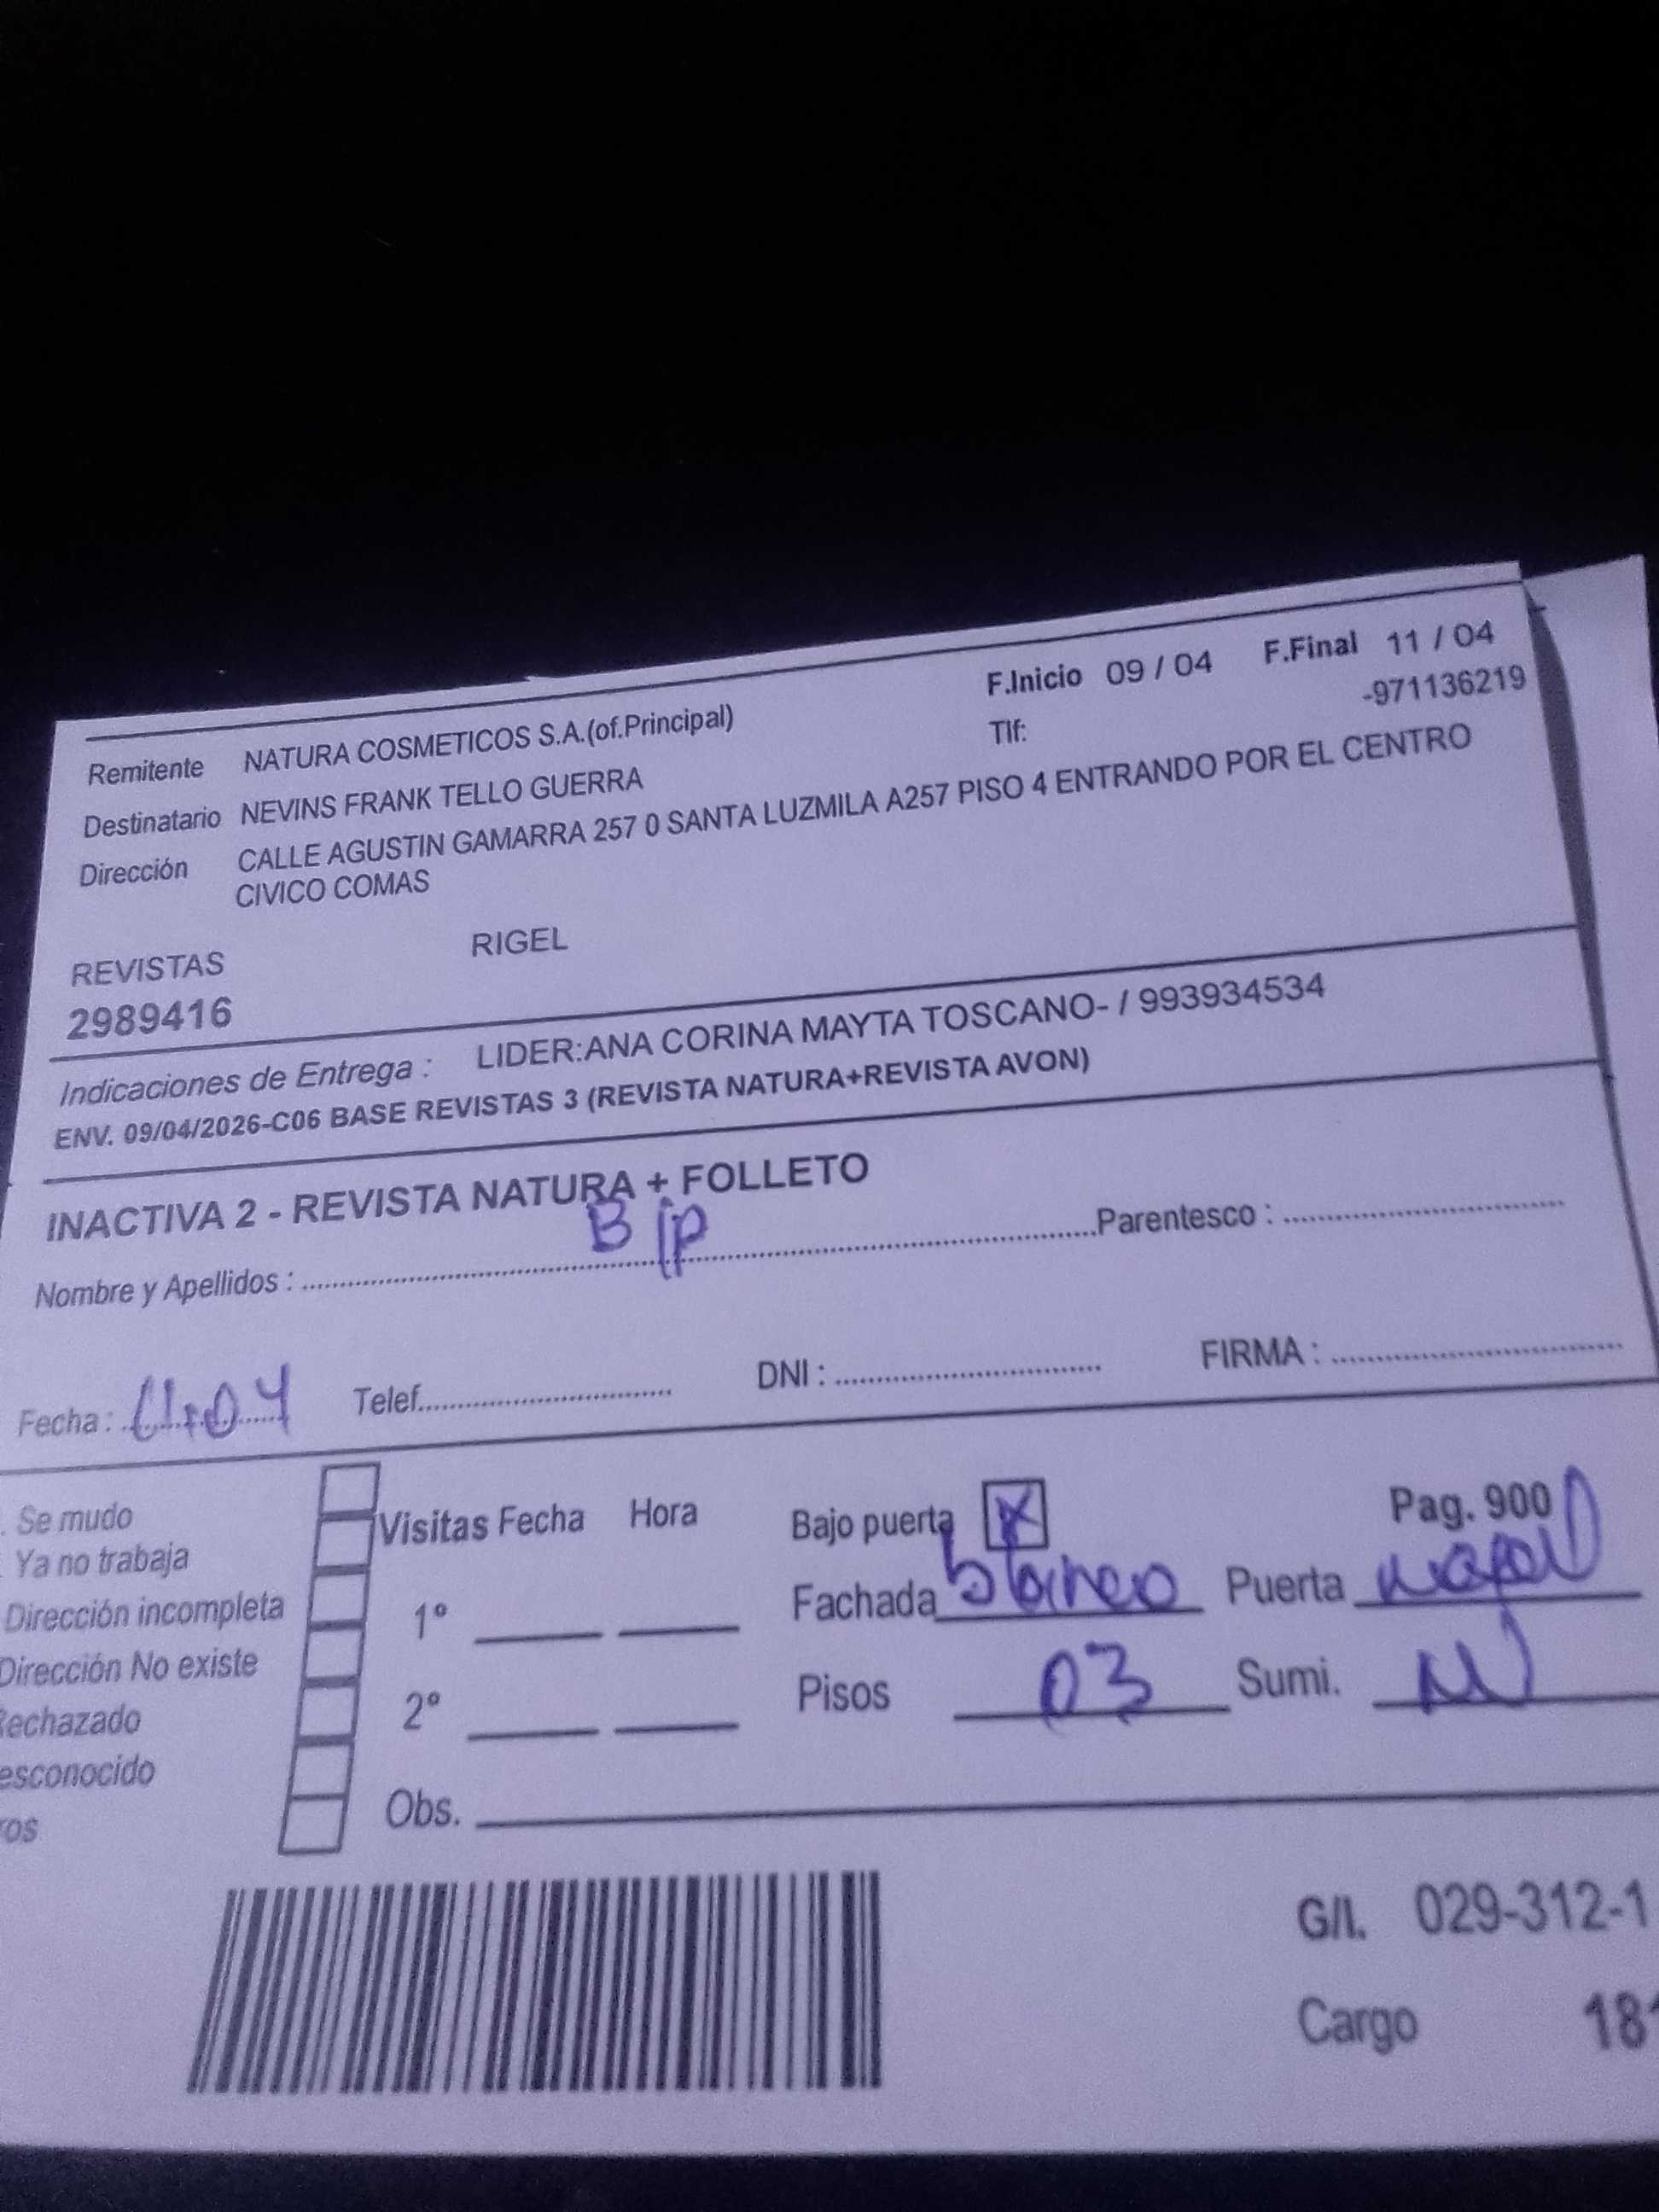 F.Inicio 09 / 04 F.Final 11 / 04
Remitente NATURA COSMETICOS S.A.(of.Principal) Tlf: -971136219
Destinatario NEVINS FRANK TELLO GUERRA
Dirección CALLE AGUSTIN GAMARRA 257 0 SANTA LUZMILA A257 PISO 4 ENTRANDO POR EL CENTRO
CIVICO COMAS
REVISTAS RIGEL
2989416
Indicaciones de Entrega : LIDER:ANA CORINA MAYTA TOSCANO- / 993934534
ENV. 09/04/2026-C06 BASE REVISTAS 3 (REVISTA NATURA+REVISTA AVON)
INACTIVA 2 - REVISTA NATURA + FOLLETO
Nombre y Apellidos : B/P Parentesco :
Fecha : 11.04 Telef. DNI : FIRMA :
. Se mudo
Ya no trabaja
Dirección incompleta
Dirección No existe
Rechazado
esconocido
ros
Visitas Fecha Hora
1º
2º
Obs.
Bajo puerta X Pag. 900
Fachada blanco Puerta
Pisos 03 Sumi.
G/I. 029-312-1
Cargo 18